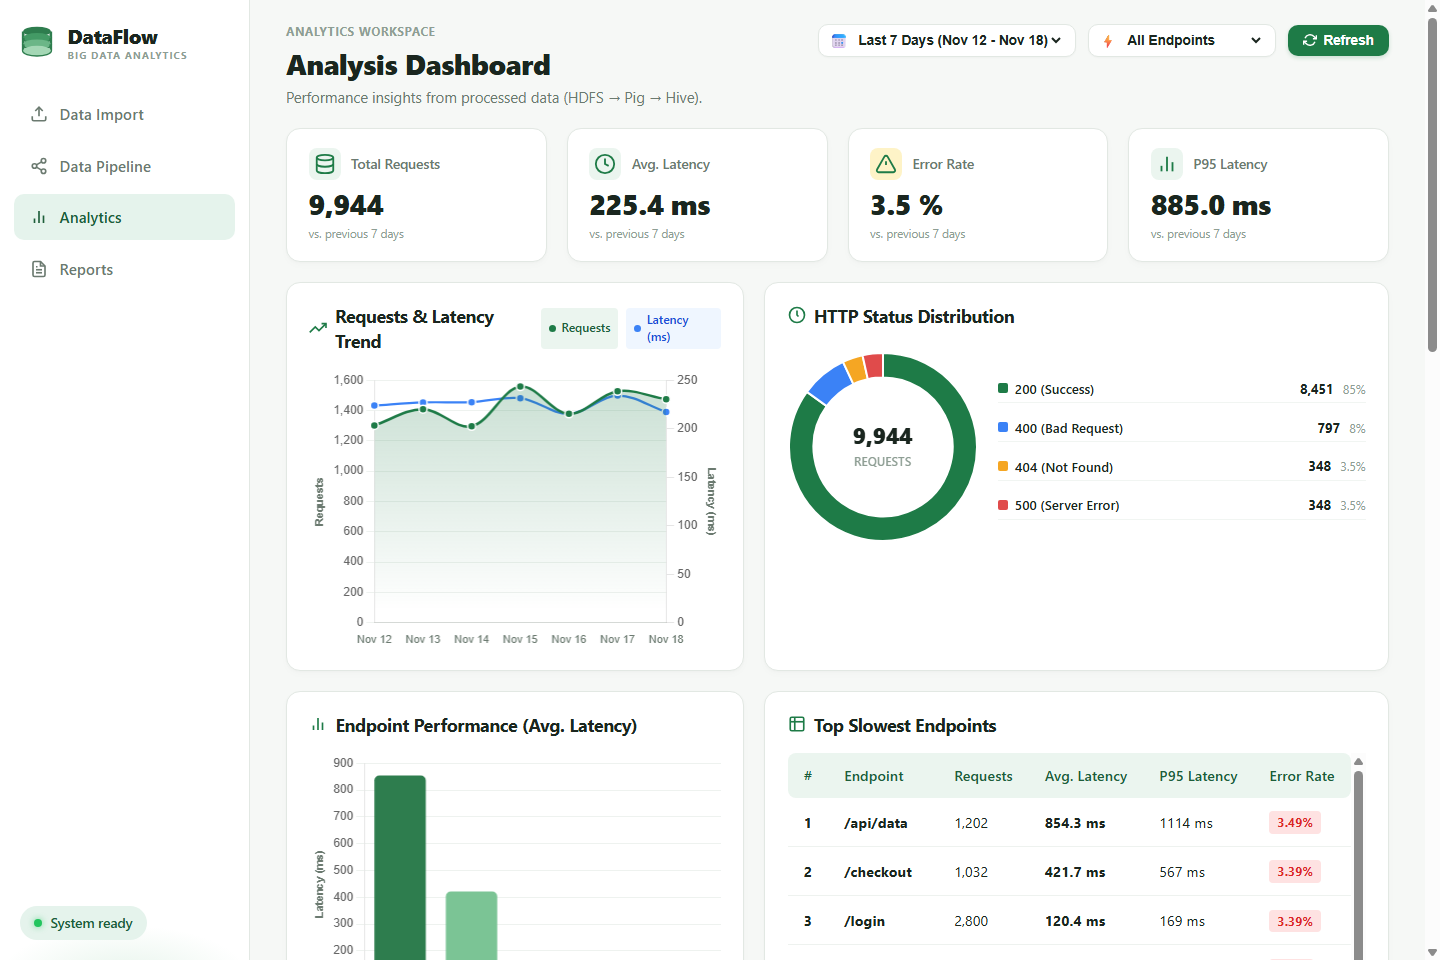 DataFlow
BIG DATA ANALYTICS
Data Import
Data Pipeline
Analytics
Reports
System ready
ANALYTICS WORKSPACE
Analysis Dashboard
Performance insights from processed data (HDFS → Pig → Hive).
Last 7 Days (Nov 12 - Nov 18)
All Endpoints
Refresh
Total Requests
9,944
vs. previous 7 days
Avg. Latency
225.4 ms
vs. previous 7 days
Error Rate
3.5 %
vs. previous 7 days
P95 Latency
885.0 ms
vs. previous 7 days
Requests & Latency
Trend
Requests
Latency
(ms)
1,600
1,400
1,200
1,000
800
600
400
200
0
Requests
250
200
150
100
50
0
Latency (ms)
Nov 12 Nov 13 Nov 14 Nov 15 Nov 16 Nov 17 Nov 18
HTTP Status Distribution
9,944
REQUESTS
200 (Success) 8,451 85%
400 (Bad Request) 797 8%
404 (Not Found) 348 3.5%
500 (Server Error) 348 3.5%
Endpoint Performance (Avg. Latency)
900
800
700
600
500
400
300
200
Latency (ms)
Top Slowest Endpoints
# Endpoint Requests Avg. Latency P95 Latency Error Rate
1 /api/data 1,202 854.3 ms 1114 ms 3.49%
2 /checkout 1,032 421.7 ms 567 ms 3.39%
3 /login 2,800 120.4 ms 169 ms 3.39%